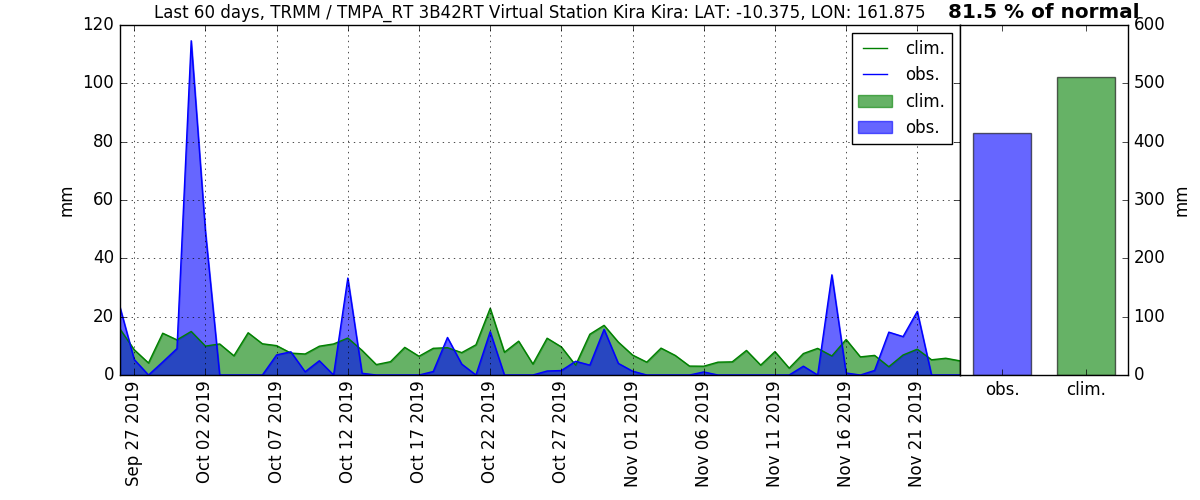 Last 60 days, TRMM / TMPA_RT 3B42RT Virtual Station Kira Kira: LAT: -10.375, LON: 161.875
81.5 % of normal
120
100
80
60
40
20
0
mm
clim.
obs.
clim.
obs.
Sep 27 2019
Oct 02 2019
Oct 07 2019
Oct 12 2019
Oct 17 2019
Oct 22 2019
Oct 27 2019
Nov 01 2019
Nov 06 2019
Nov 11 2019
Nov 16 2019
Nov 21 2019
600
500
400
300
200
100
0
mm
obs.
clim.